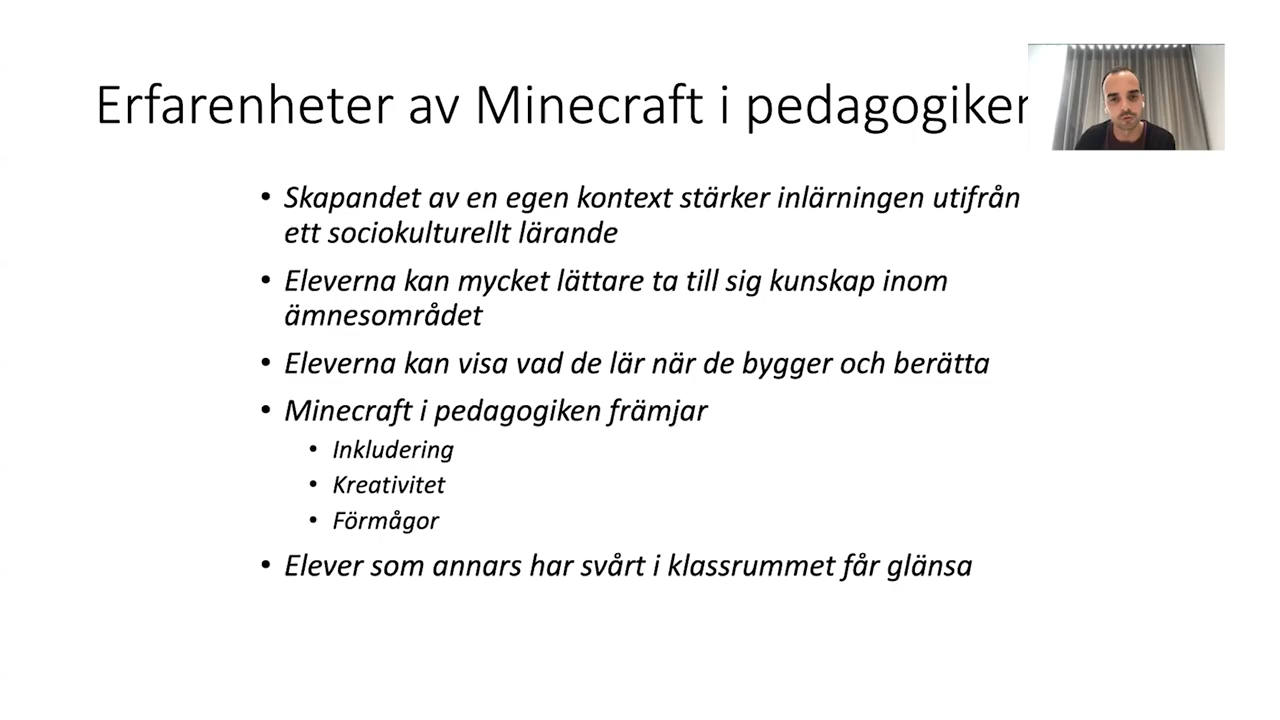 Erfarenheter av Minecraft i pedagogiken
• Skapandet av en egen kontext stärker inlärningen utifrån
ett sociokulturellt lärande
• Eleverna kan mycket lättare ta till sig kunskap inom
ämnesområdet
• Eleverna kan visa vad de lär när de bygger och berätta
• Minecraft i pedagogiken främjar
• Inkludering
• Kreativitet
• Förmågor
• Elever som annars har svårt i klassrummet får glänsa